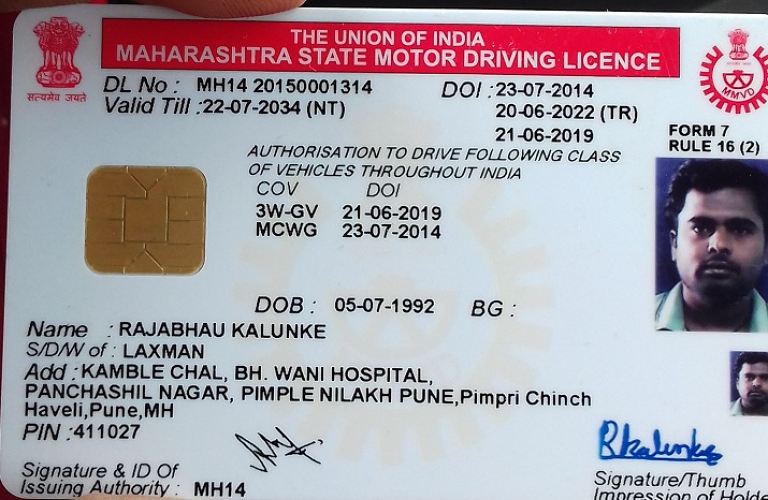 THE UNION OF INDIA
MAHARASHTRA STATE MOTOR DRIVING LICENCE
सत्यमेव जयते
MMVD
DL No : MH14 20150001314 DOI : 23-07-2014
Valid Till : 22-07-2034 (NT) 20-06-2022 (TR)
21-06-2019
FORM 7
RULE 16 (2)
AUTHORISATION TO DRIVE FOLLOWING CLASS
OF VEHICLES THROUGHOUT INDIA
COV DOI
3W-GV 21-06-2019
MCWG 23-07-2014
DOB : 05-07-1992 BG :
Name : RAJABHAU KALUNKE
S/D/W of : LAXMAN
Add : KAMBLE CHAL, BH. WANI HOSPITAL,
PANCHASHIL NAGAR, PIMPLE NILAKH PUNE,Pimpri Chinch
Haveli,Pune,MH
PIN : 411027
Rkalunke
Signature & ID Of
Issuing Authority : MH14
Signature/Thumb
Impression of Holde